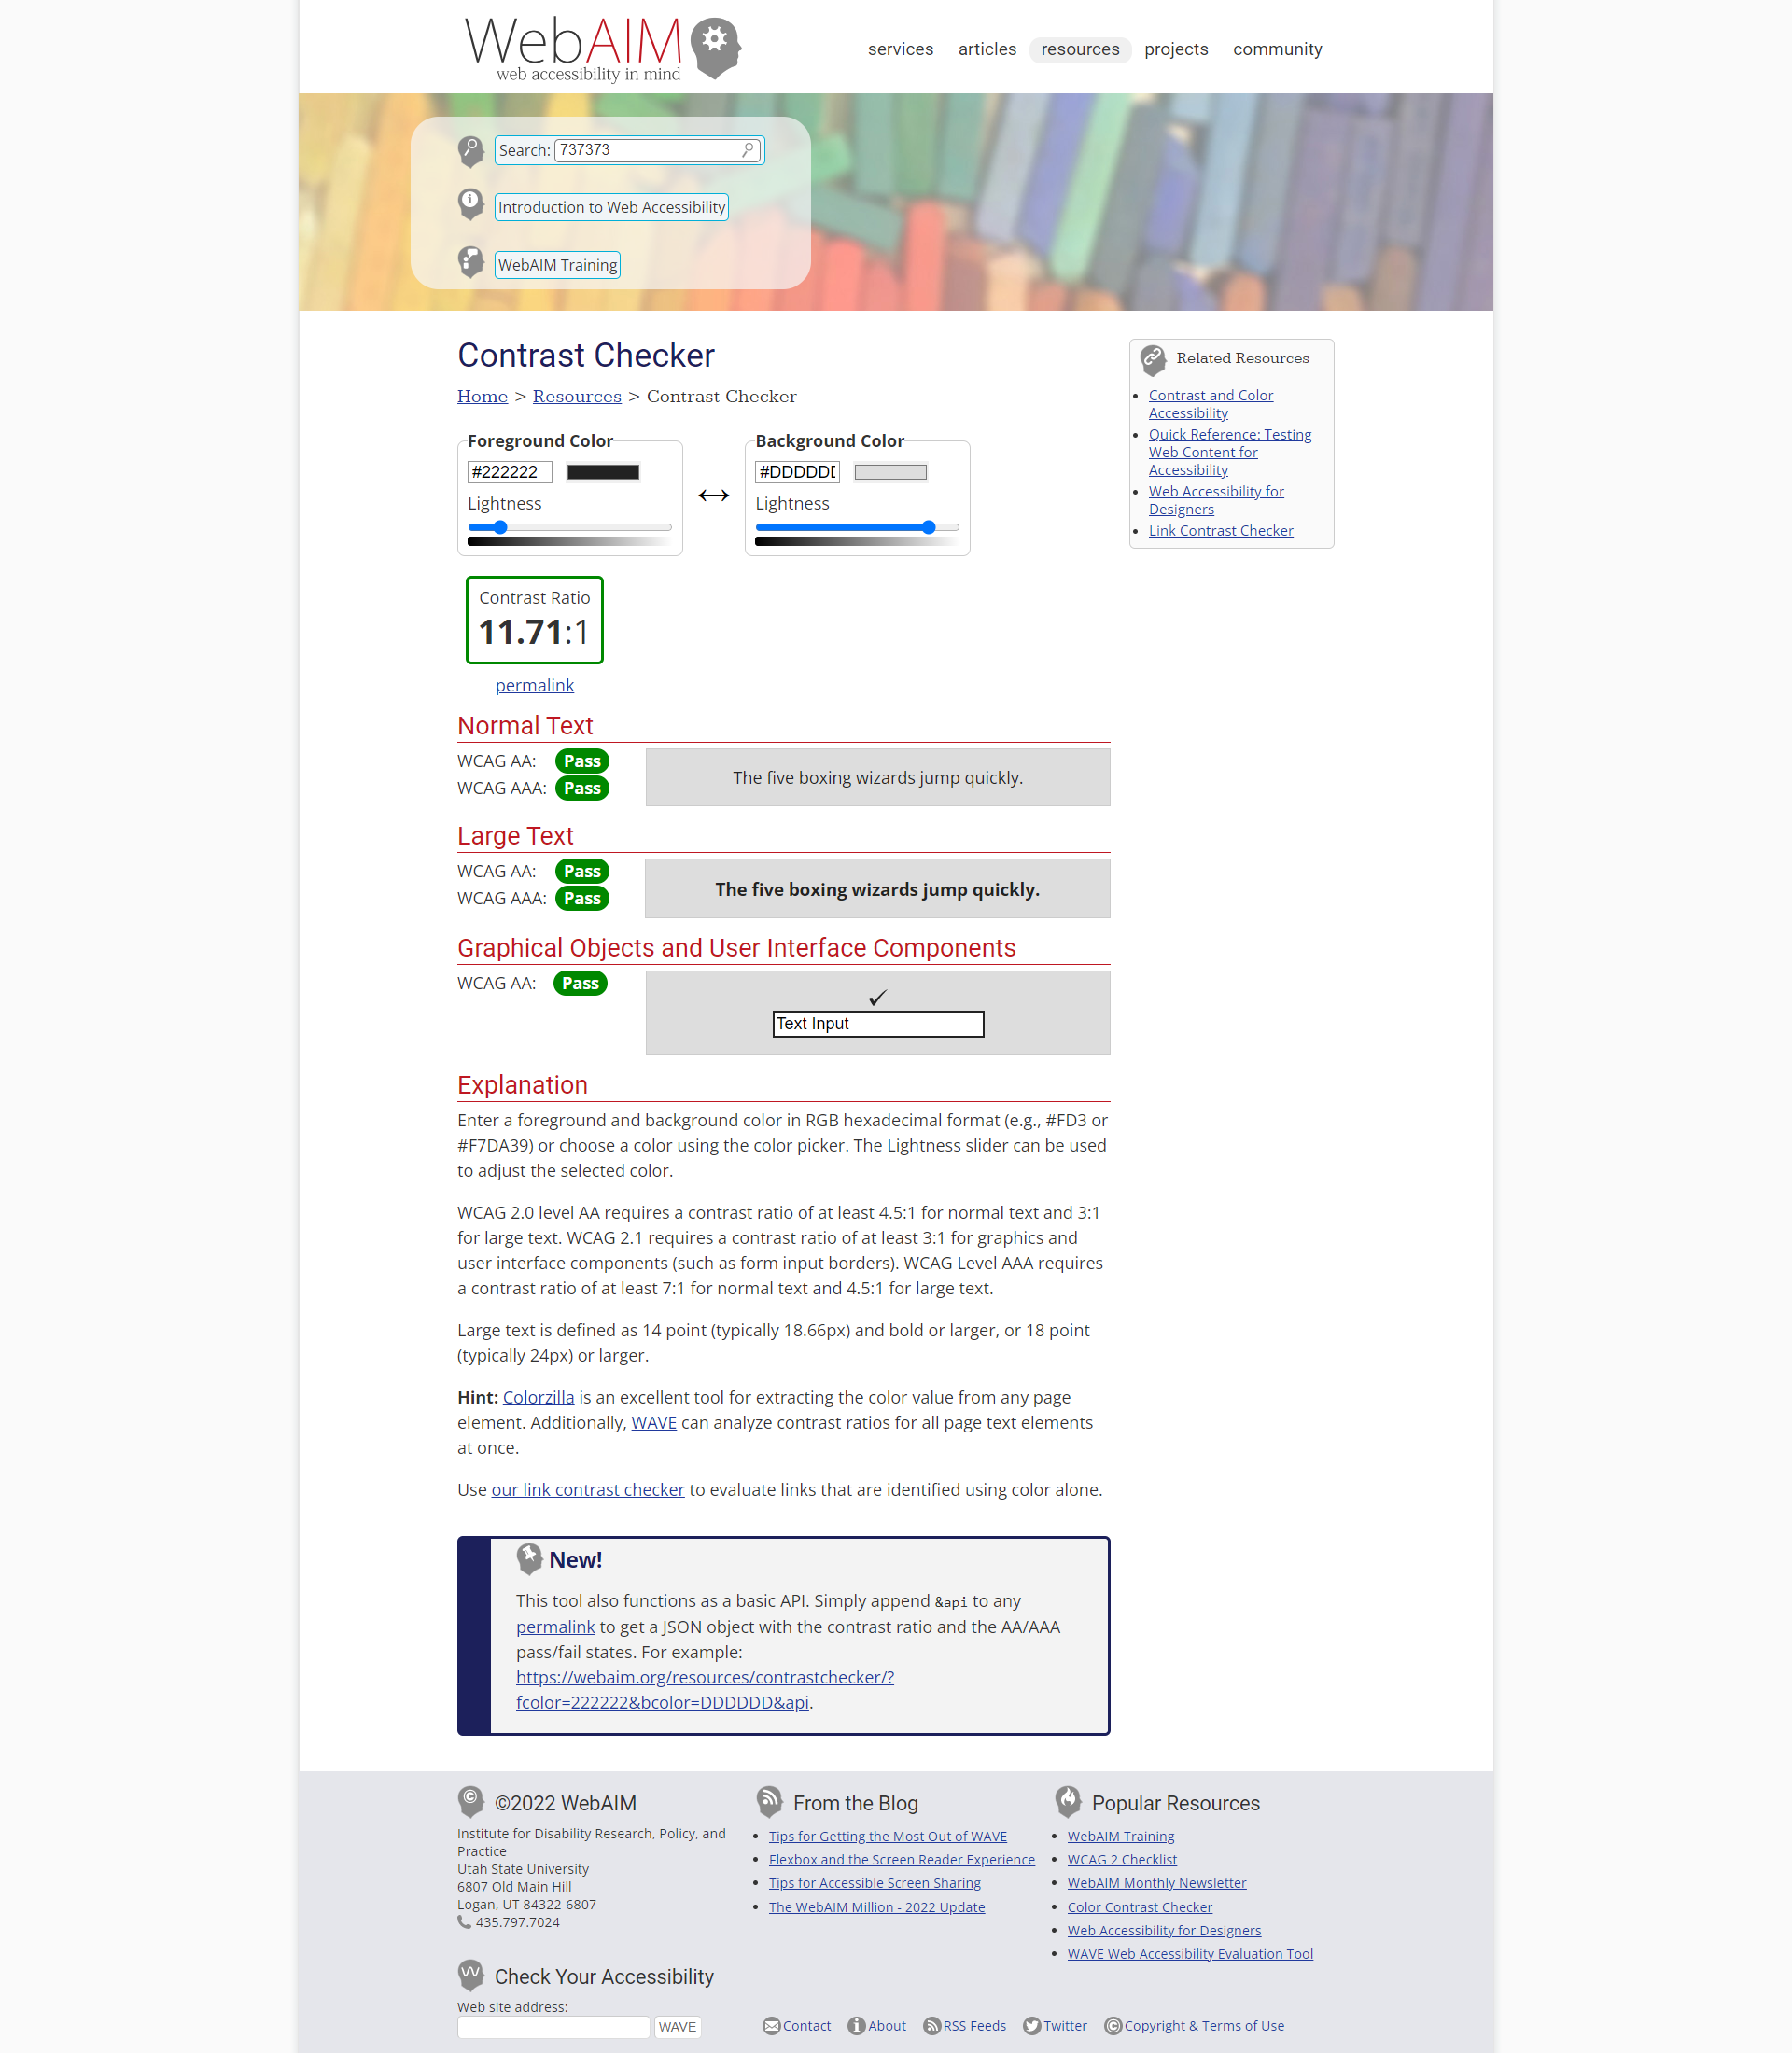 WebAIM
web accessibility in mind
services articles resources projects community
Search: 737373
Introduction to Web Accessibility
WebAIM Training
Contrast Checker
Home > Resources > Contrast Checker
Foreground Color
#222222
Lightness
↔
Background Color
#DDDDDD
Lightness
Contrast Ratio
11.71:1
permalink
Normal Text
WCAG AA: Pass
WCAG AAA: Pass
The five boxing wizards jump quickly.
Large Text
WCAG AA: Pass
WCAG AAA: Pass
The five boxing wizards jump quickly.
Graphical Objects and User Interface Components
WCAG AA: Pass
✓
Text Input
Explanation
Enter a foreground and background color in RGB hexadecimal format (e.g., #FD3 or
#F7DA39) or choose a color using the color picker. The Lightness slider can be used
to adjust the selected color.
WCAG 2.0 level AA requires a contrast ratio of at least 4.5:1 for normal text and 3:1
for large text. WCAG 2.1 requires a contrast ratio of at least 3:1 for graphics and
user interface components (such as form input borders). WCAG Level AAA requires
a contrast ratio of at least 7:1 for normal text and 4.5:1 for large text.
Large text is defined as 14 point (typically 18.66px) and bold or larger, or 18 point
(typically 24px) or larger.
Hint: Colorzilla is an excellent tool for extracting the color value from any page
element. Additionally, WAVE can analyze contrast ratios for all page text elements
at once.
Use our link contrast checker to evaluate links that are identified using color alone.
New!
This tool also functions as a basic API. Simply append &api to any
permalink to get a JSON object with the contrast ratio and the AA/AAA
pass/fail states. For example:
https://webaim.org/resources/contrastchecker/?
fcolor=222222&bcolor=DDDDDD&api.
Related Resources
Contrast and Color
Accessibility
Quick Reference: Testing
Web Content for
Accessibility
Web Accessibility for
Designers
Link Contrast Checker
©2022 WebAIM
Institute for Disability Research, Policy, and
Practice
Utah State University
6807 Old Main Hill
Logan, UT 84322-6807
435.797.7024
From the Blog
Tips for Getting the Most Out of WAVE
Flexbox and the Screen Reader Experience
Tips for Accessible Screen Sharing
The WebAIM Million - 2022 Update
Popular Resources
WebAIM Training
WCAG 2 Checklist
WebAIM Monthly Newsletter
Color Contrast Checker
Web Accessibility for Designers
WAVE Web Accessibility Evaluation Tool
Check Your Accessibility
Web site address:
WAVE
Contact About RSS Feeds Twitter Copyright & Terms of Use